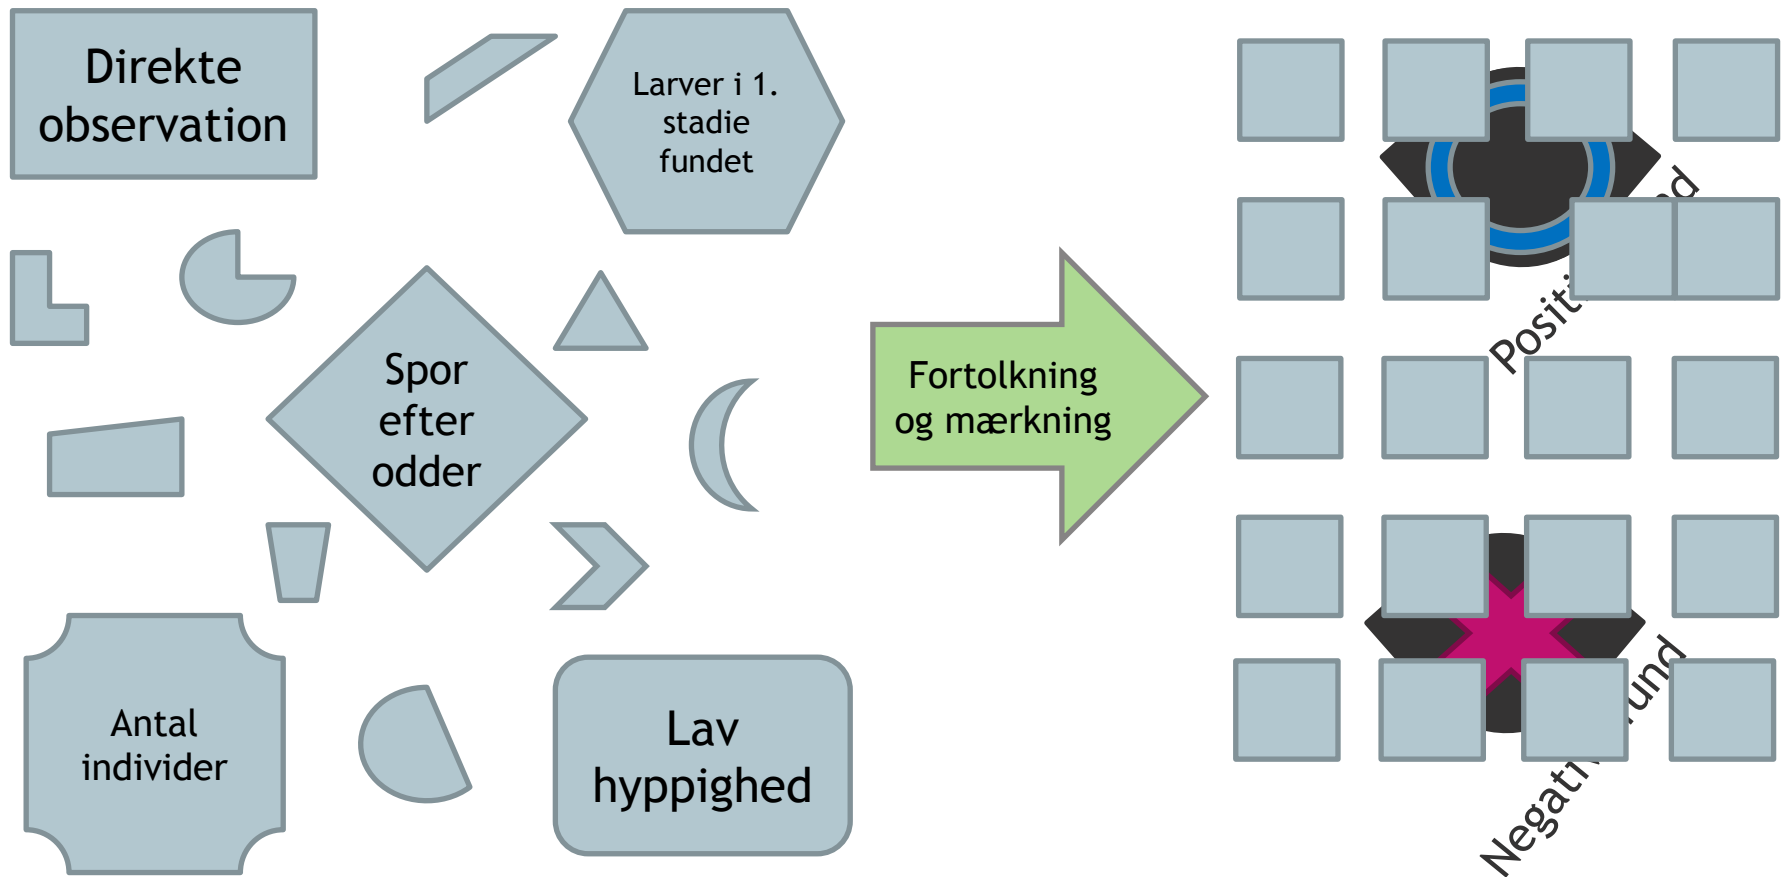 Direkte
observation
Larver i 1.
stadie
fundet
Spor
efter
odder
Fortolkning
og mærkning
Antal
individer
Lav
hyppighed